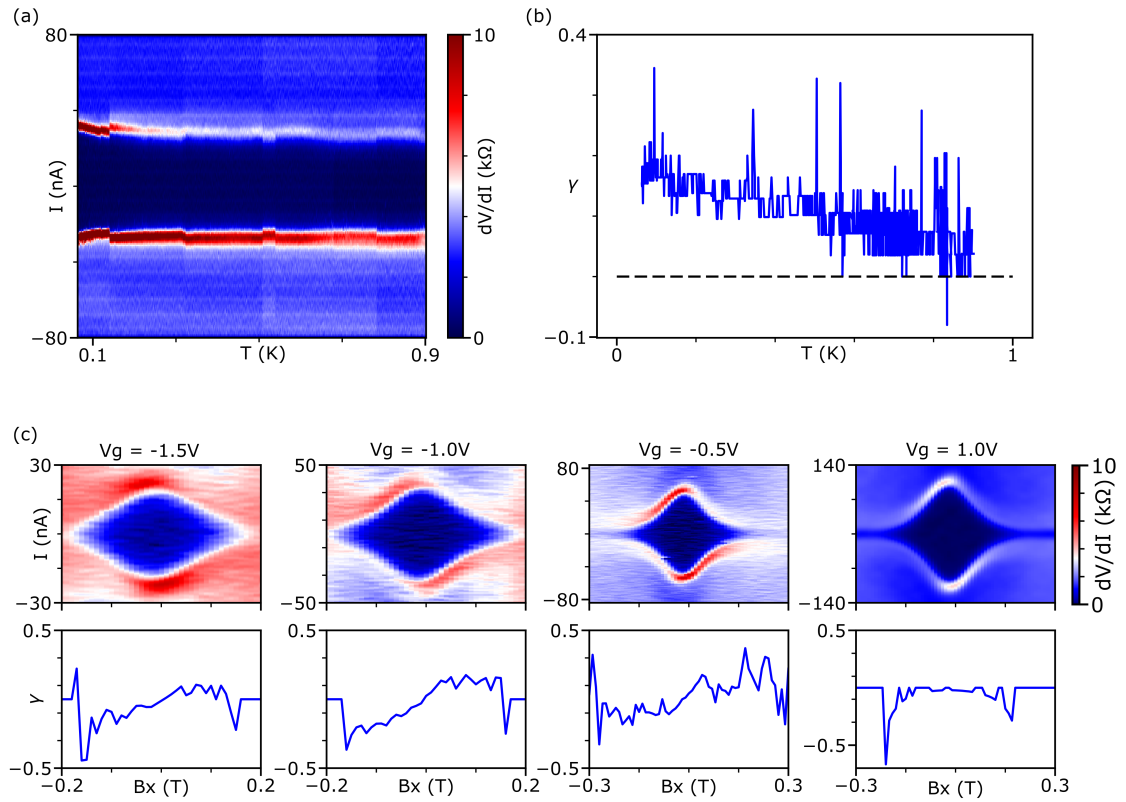 (a)
80
I (nA)
−80
0.1
T (K)
0.9
10
dV/dI (kΩ)
0
(b)
0.4
γ
−0.1
0
T (K)
1
(c)
Vg = -1.5V
Vg = -1.0V
Vg = -0.5V
Vg = 1.0V
30
I (nA)
−30
50
−50
80
−80
140
−140
10
dV/dI (kΩ)
0
0.5
γ
−0.5
−0.2
Bx (T)
0.2
0.5
−0.5
−0.2
Bx (T)
0.2
0.5
−0.5
−0.3
Bx (T)
0.3
0.5
−0.5
−0.3
Bx (T)
0.3